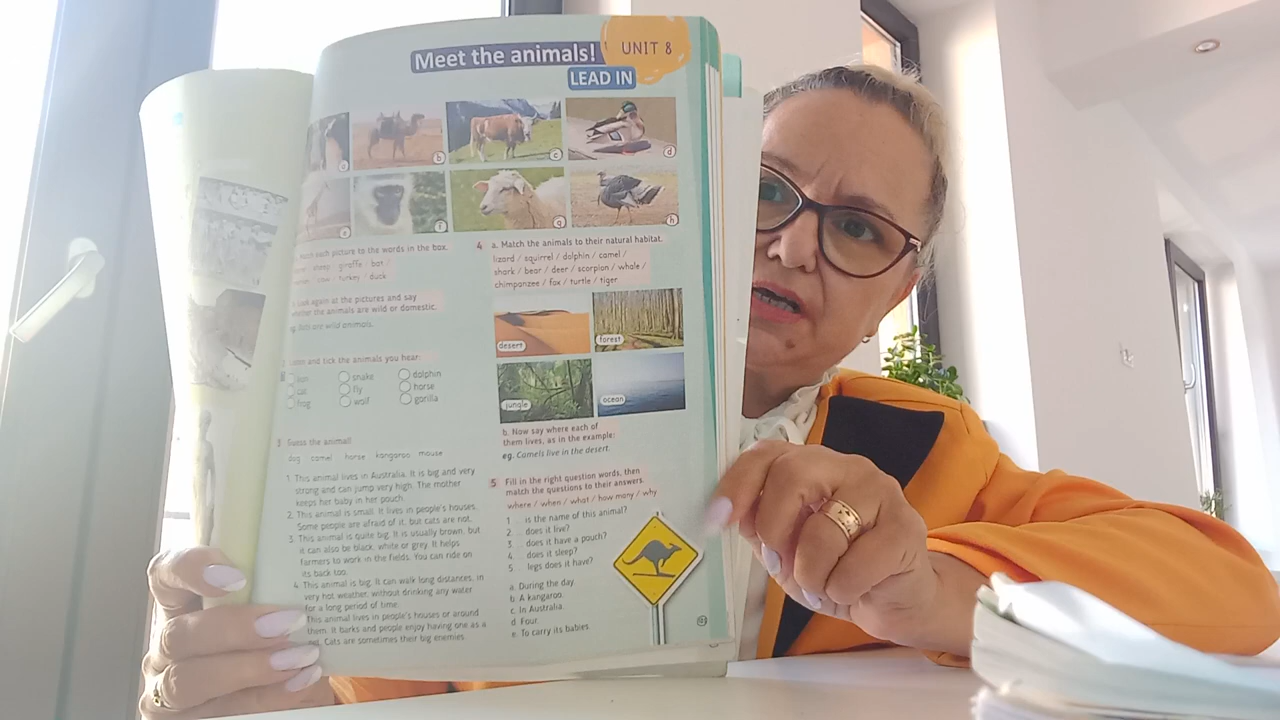 Meet the animals!
UNIT 8
LEAD IN
a
b
c
d
e
f
g
h
each picture to the words in the box.
sheep giraffe / bat /
cow turkey / duck
Look again at the pictures and say
whether the animals are wild or domestic.
eg. Bats are wild animals.
Listen and tick the animals you hear:
lion snake dolphin
cat fly horse
frog wolf gorilla
3 Guess the animal!
dog camel horse kangaroo mouse
1 This animal lives in Australia. It is big and very
strong and can jump very high. The mother
keeps her baby in her pouch.
2. This animal is small. It lives in people's houses.
Some people are afraid of it, but cats are not.
3. This animal is quite big. It is usually brown, but
it can also be black, white or grey. It helps
farmers to work in the fields. You can ride on
its back too.
4. This animal is big. It can walk long distances, in
very hot weather, without drinking any water
for a long period of time.
This animal lives in people's houses or around
them. It barks and people enjoy having one as a
pet. Cats are sometimes their big enemies.
4 a. Match the animals to their natural habitat.
lizard / squirrel / dolphin / camel /
shark / bear / deer / scorpion / whale /
chimpanzee / fox / turtle / tiger
desert
forest
jungle
ocean
b. Now say where each of
them lives, as in the example:
eg. Camels live in the desert.
5 Fill in the right question words, then
match the questions to their answers.
where / when / what / how many / why
1 ... is the name of this animal?
2. ... does it live?
3. ... does it have a pouch?
4. ... does it sleep?
5. ... legs does it have?
a. During the day.
b. A kangaroo.
c. In Australia.
d. Four.
e. To carry its babies